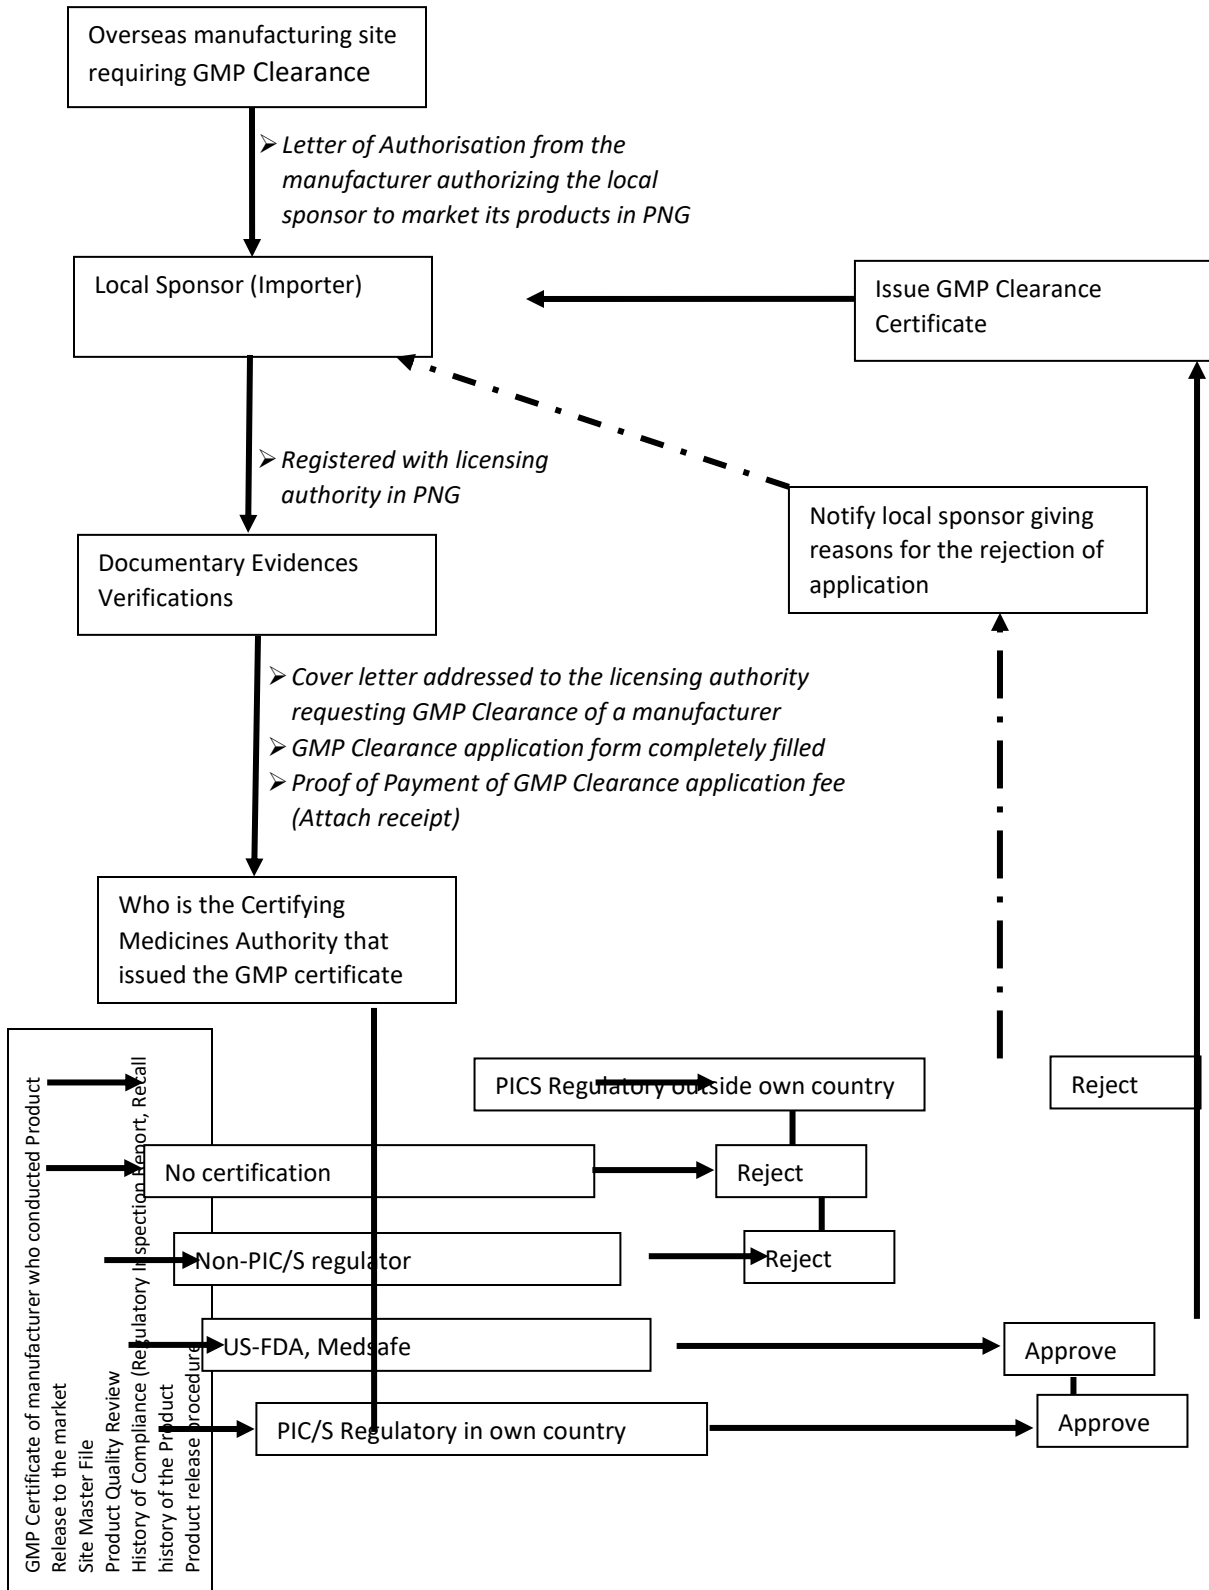 Overseas manufacturing site
requiring GMP Clearance
➢ Letter of Authorisation from the
manufacturer authorizing the local
sponsor to market its products in PNG
Local Sponsor (Importer)
Issue GMP Clearance
Certificate
➢ Registered with licensing
authority in PNG
Notify local sponsor giving
reasons for the rejection of
application
Documentary Evidences
Verifications
➢ Cover letter addressed to the licensing authority
requesting GMP Clearance of a manufacturer
➢ GMP Clearance application form completely filled
➢ Proof of Payment of GMP Clearance application fee
(Attach receipt)
Who is the Certifying
Medicines Authority that
issued the GMP certificate
GMP Certificate of manufacturer who conducted Product
Release to the market
Site Master File
Product Quality Review
History of Compliance (Regulatory Inspection Report, Recall
history of the Product
Product release procedure
PICS Regulatory outside own country
Reject
No certification
Reject
Non-PIC/S regulator
Reject
US-FDA, Medsafe
Approve
PIC/S Regulatory in own country
Approve